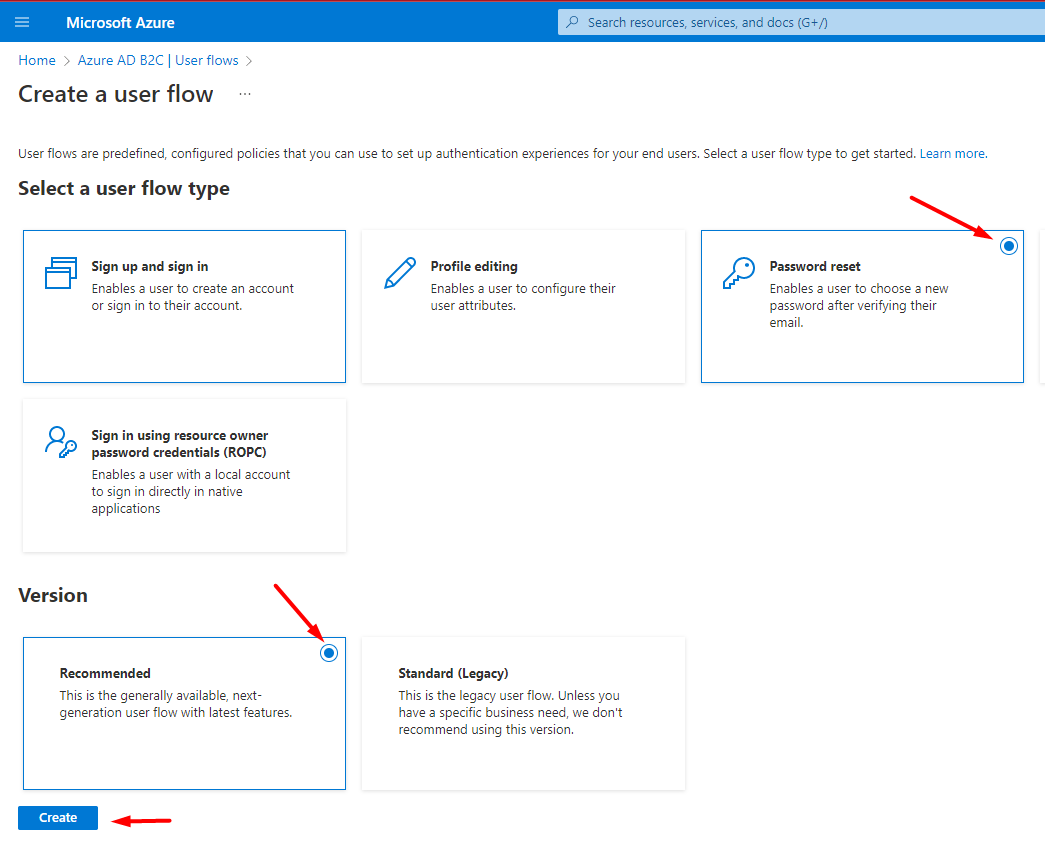 Microsoft Azure
Search resources, services, and docs (G+/)
Home > Azure AD B2C | User flows >
Create a user flow ...
User flows are predefined, configured policies that you can use to set up authentication experiences for your end users. Select a user flow type to get started. Learn more.
Select a user flow type
Sign up and sign in
Enables a user to create an account
or sign in to their account.
Profile editing
Enables a user to configure their
user attributes.
Password reset
Enables a user to choose a new
password after verifying their
email.
Sign in using resource owner
password credentials (ROPC)
Enables a user with a local account
to sign in directly in native
applications
Version
Recommended
This is the generally available, next-
generation user flow with latest features.
Standard (Legacy)
This is the legacy user flow. Unless you
have a specific business need, we don't
recommend using this version.
Create